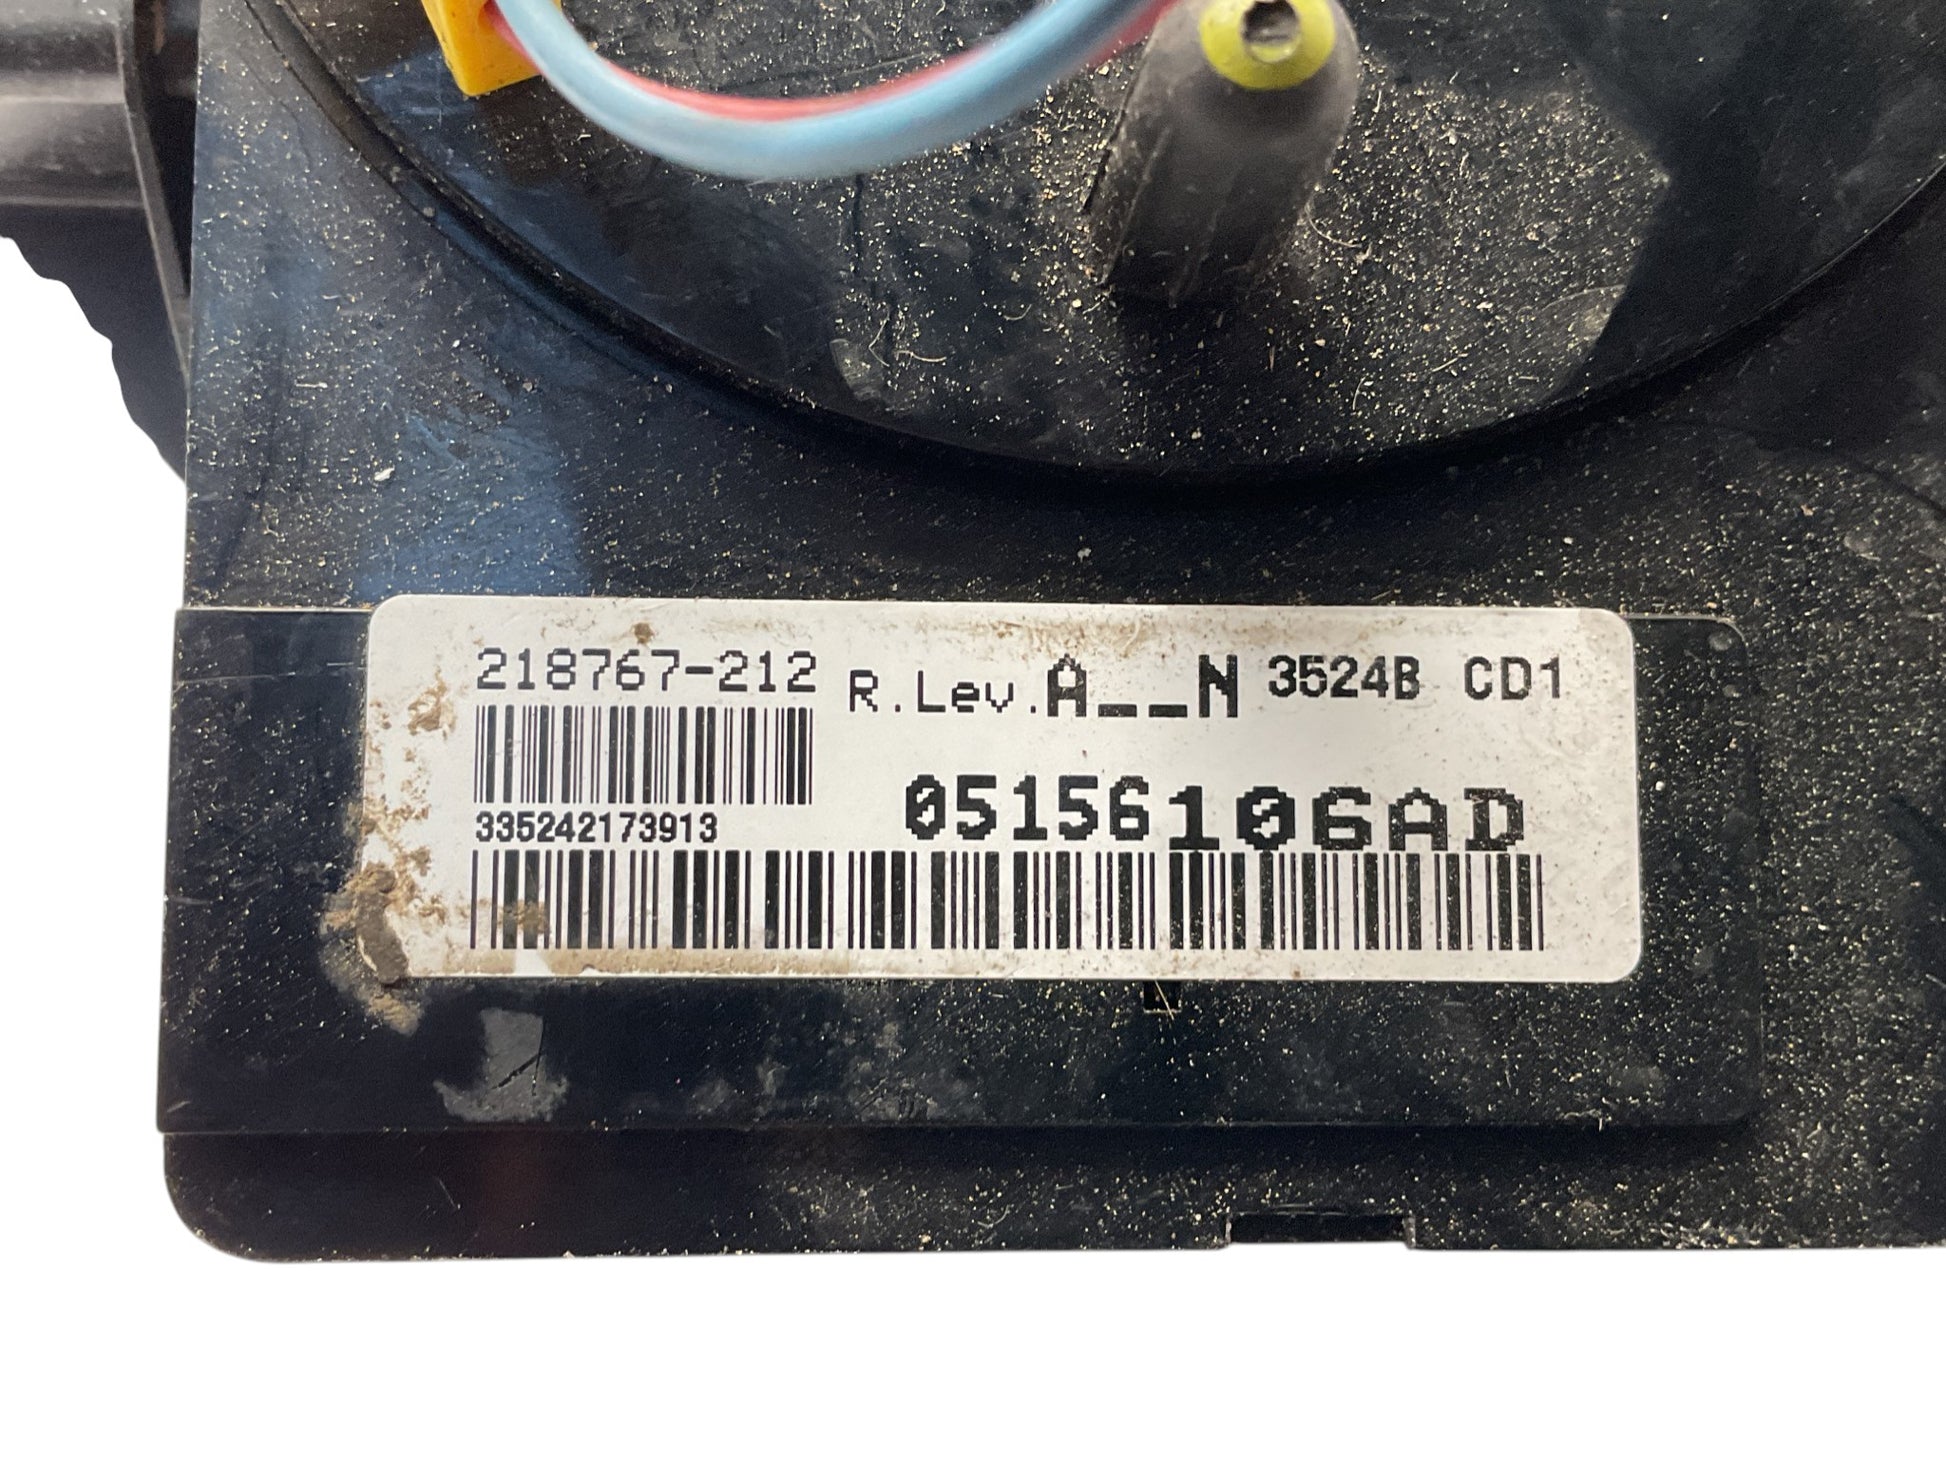 218767-212 R.Lev.A__N 3524B CD1
335242173913 05156106AD